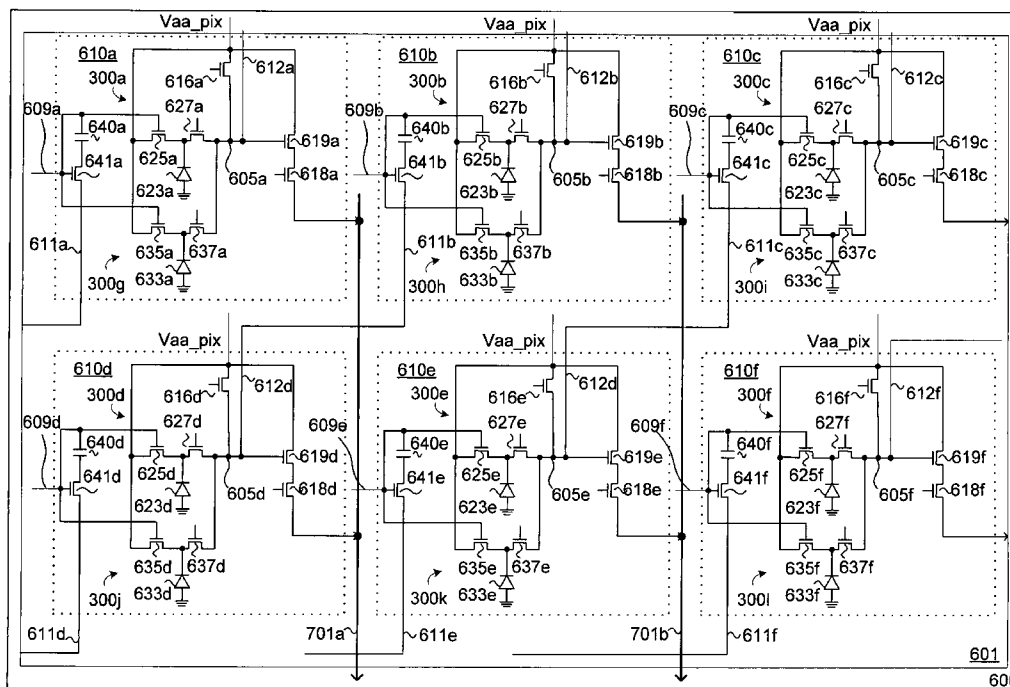 Vaa_pix Vaa_pix Vaa_pix
610a 610b 610c
612a 612b 612c
300a 616a 300b 616b 300c 616c
609a 627a 609b 627b 609c 627c
640a 640b 640c
619a 619b 619c
641a 625a 641b 625b 641c 625c
623a 605a 618a 623b 605b 618b 623c 605c 618c
611a 635a 637a 611b 635b 637b 611c 635c 637c
300g 633a 300h 633b 300i 633c
Vaa_pix Vaa_pix Vaa_pix
610d 610e 610f
612d 612d 612f
300d 616d 300e 616e 300f 616f
609d 627d 609e 627e 609f 627f
640d 640e 640f
619d 619e 619f
641d 625d 641e 625e 641f 625f
623d 605d 618d 623e 605e 618e 623f 605f 618f
635d 637d 635e 637e 635f 637f
300j 633d 300k 633e 300l 633f
611d 701a 611e 701b 611f
601